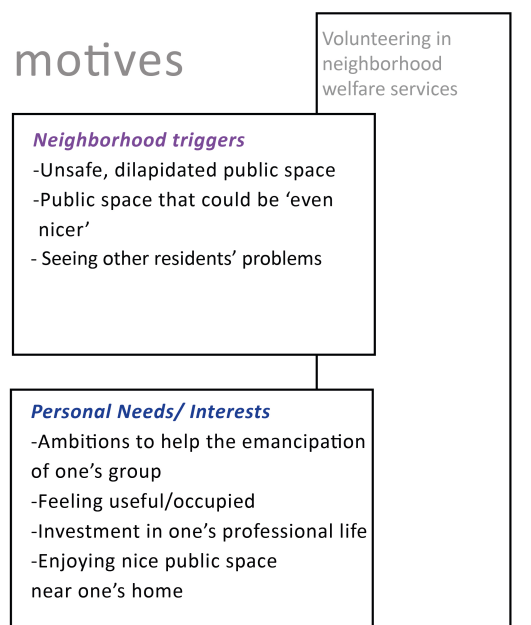 motives
Volunteering in
neighborhood
welfare services
Neighborhood triggers
-Unsafe, dilapidated public space
-Public space that could be ‘even
nicer’
- Seeing other residents’ problems
Personal Needs/ Interests
-Ambitions to help the emancipation
of one’s group
-Feeling useful/occupied
-Investment in one’s professional life
-Enjoying nice public space
near one’s home